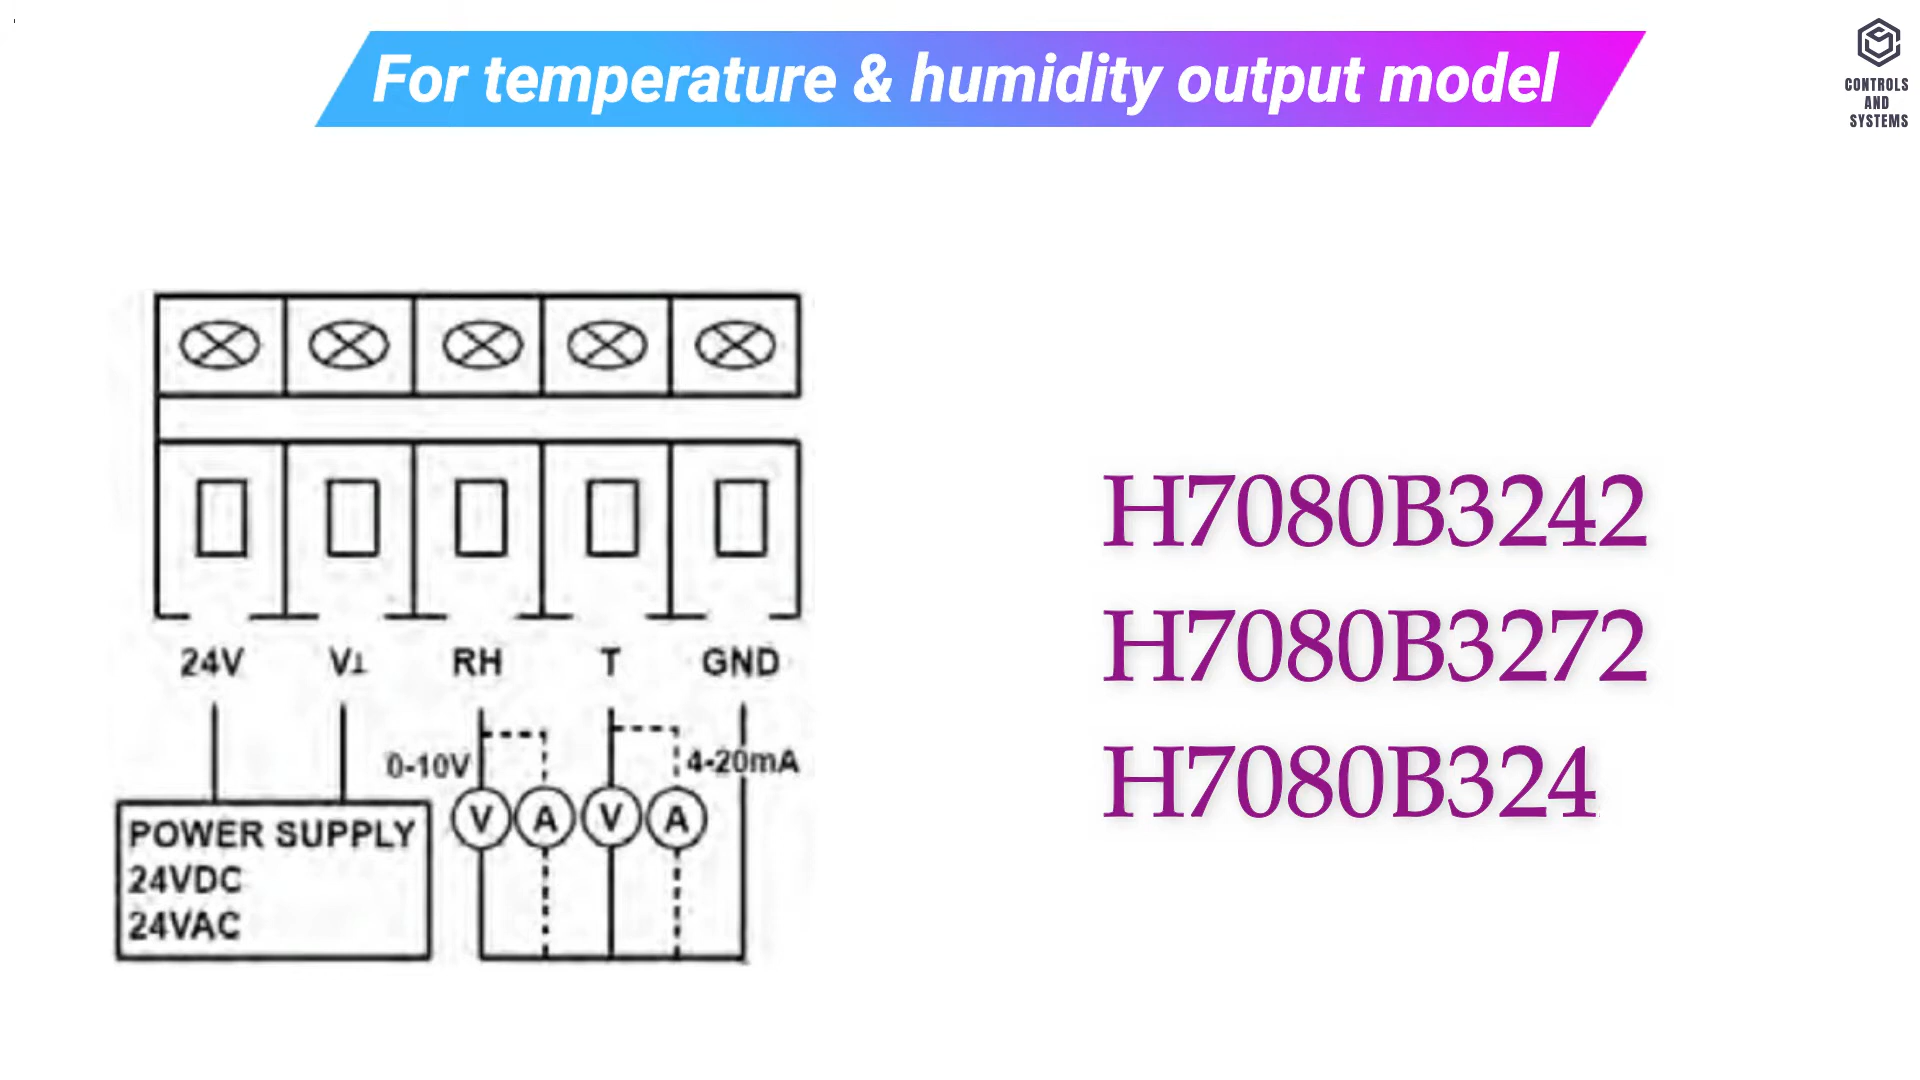 For temperature & humidity output model
CONTROLS
AND
SYSTEMS
24V V⊥ RH T GND
0-10V 4-20mA
V A V A
POWER SUPPLY
24VDC
24VAC
H7080B3242
H7080B3272
H7080B324